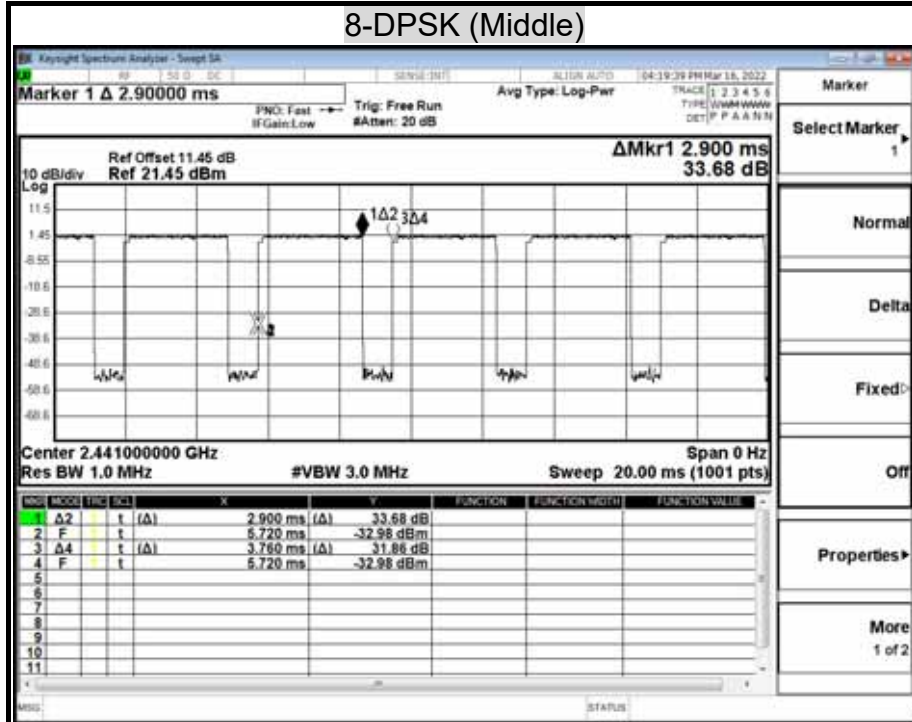 8-DPSK (Middle)
Keysight Spectrum Analyzer - Swept SA
RF 50 Ω DC SENSE:INT ALIGN AUTO 04:19:39 PM Mar 16, 2022
Marker 1 Δ 2.90000 ms
PNO: Fast
IFGain:Low
Trig: Free Run
#Atten: 20 dB
Avg Type: Log-Pwr
TRACE 1 2 3 4 5 6
TYPE WWMWWWW
DET P P A A N N
ΔMkr1 2.900 ms
33.68 dB
Ref Offset 11.45 dB
10 dB/div Ref 21.45 dBm
Log
11.5
1.45
-8.55
-18.6
-28.6
-38.6
-48.6
-58.6
-68.6
1Δ2 3Δ4
Center 2.441000000 GHz Span 0 Hz
Res BW 1.0 MHz #VBW 3.0 MHz Sweep 20.00 ms (1001 pts)
MKR MODE TRC SCL X Y FUNCTION FUNCTION WIDTH FUNCTION VALUE
1 Δ2 1 t (Δ) 2.900 ms (Δ) 33.68 dB
2 F 1 t 5.720 ms -32.98 dBm
3 Δ4 1 t (Δ) 3.760 ms (Δ) 31.86 dB
4 F 1 t 5.720 ms -32.98 dBm
5
6
7
8
9
10
11
MSG STATUS
Marker
Select Marker
1
Normal
Delta
Fixed
Off
Properties
More
1 of 2